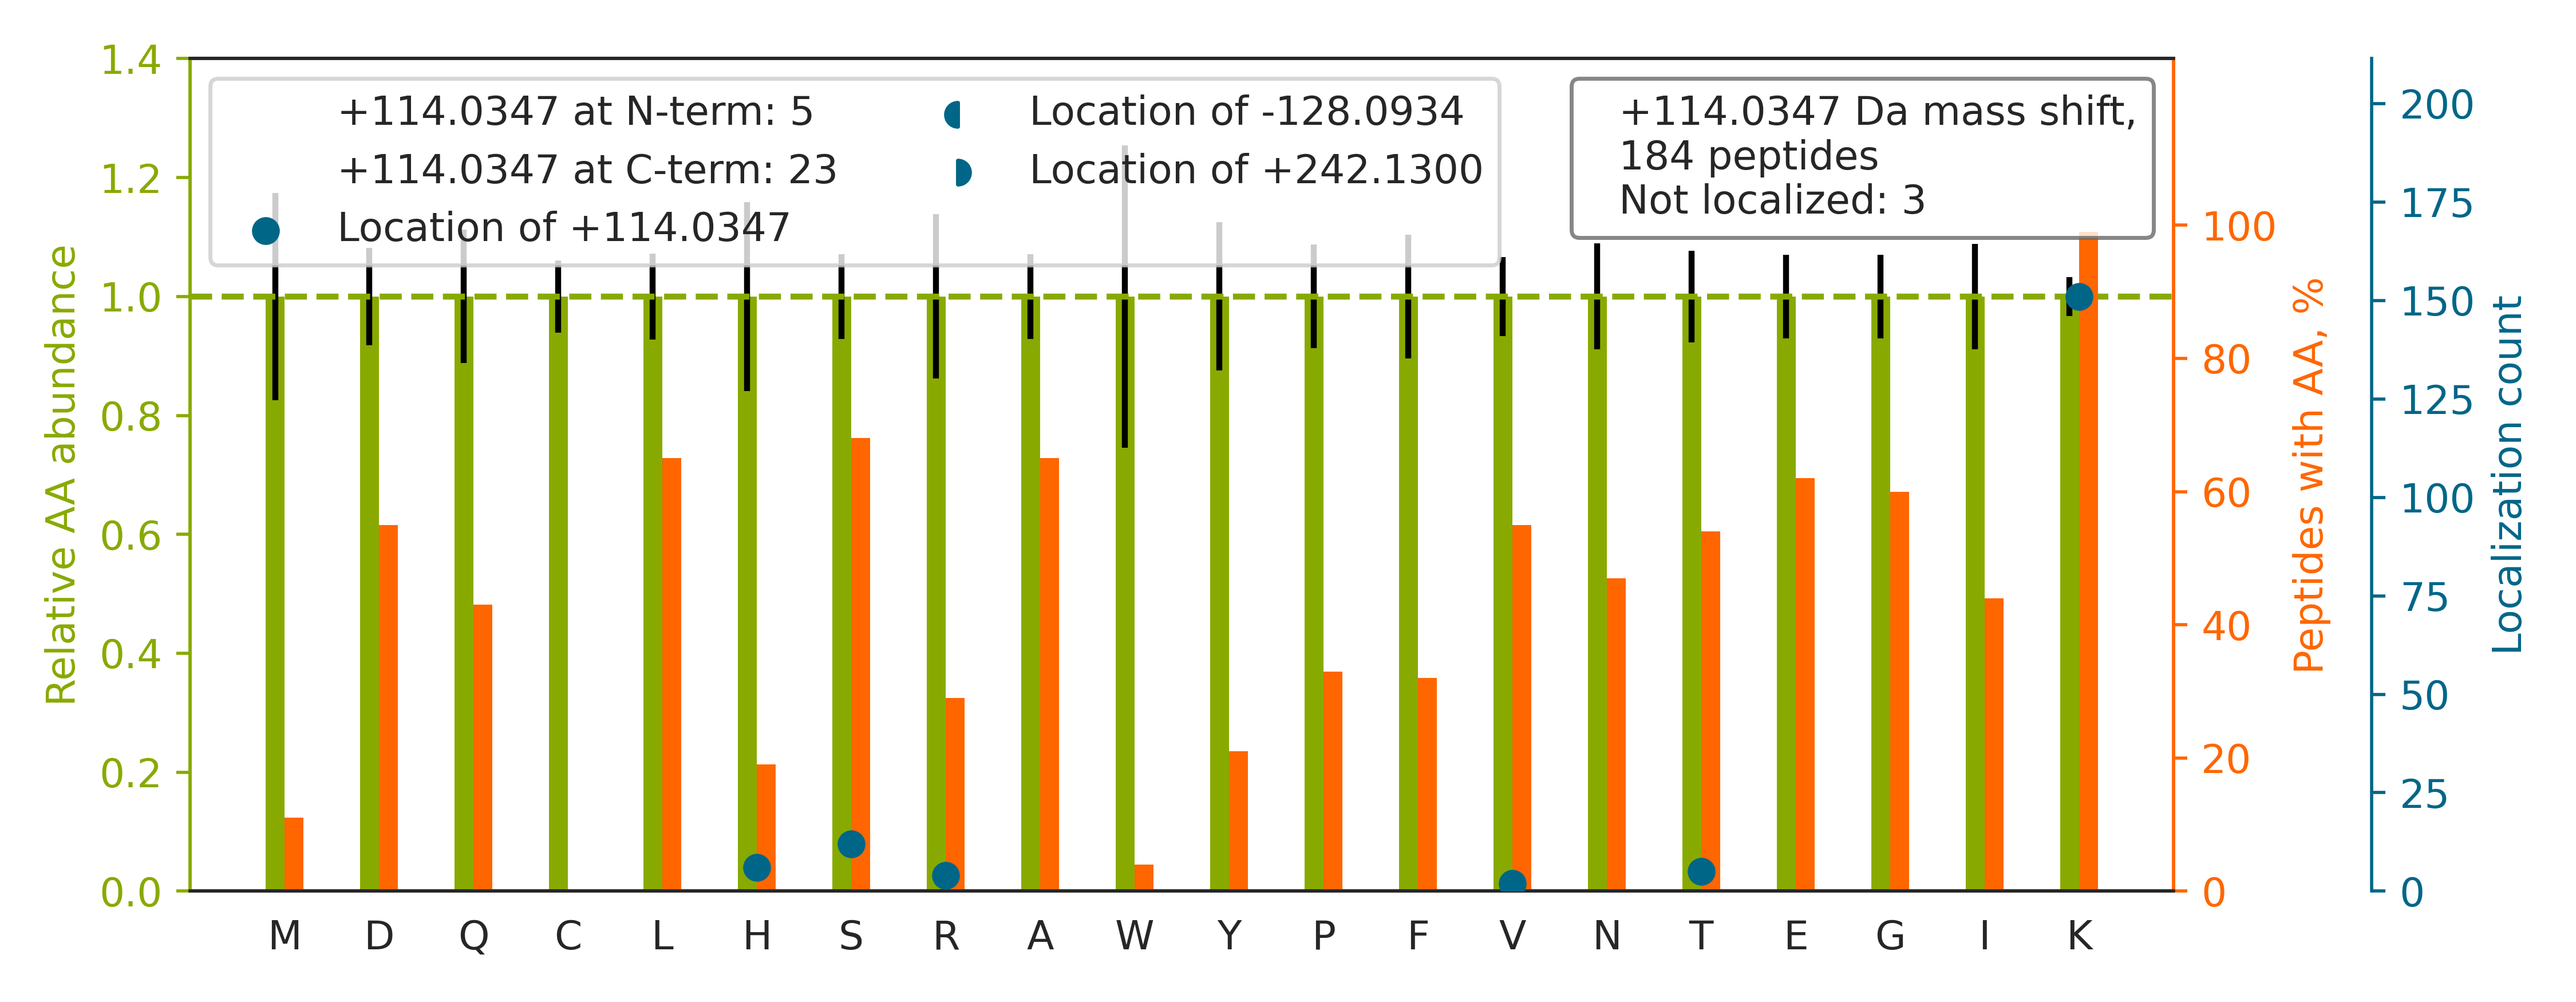 1.4
1.2
1.0
0.8
0.6
0.4
0.2
0.0
Relative AA abundance
+114.0347 at N-term: 5
+114.0347 at C-term: 23
Location of +114.0347
Location of -128.0934
Location of +242.1300
+114.0347 Da mass shift,
184 peptides
Not localized: 3
M D Q C L H S R A W Y P F V N T E G I K
100
80
60
40
20
0
Peptides with AA, %
200
175
150
125
100
75
50
25
0
Localization count